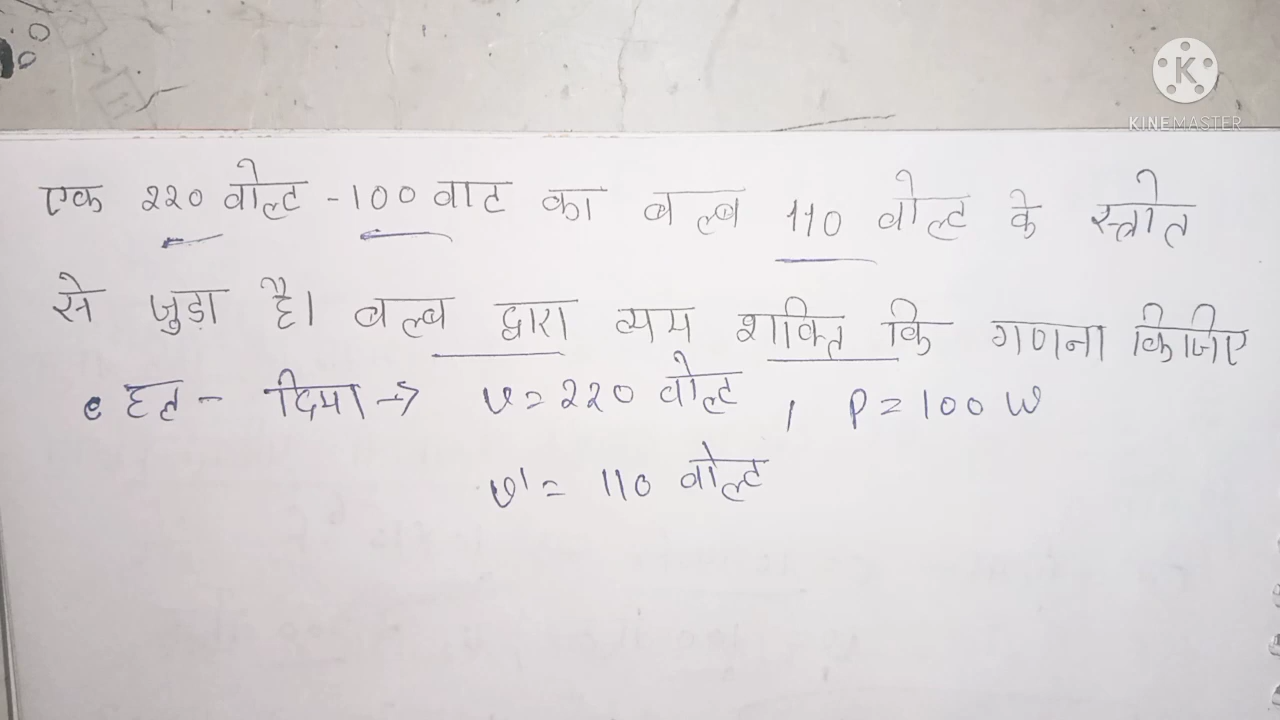 KINEMASTER
एक 220 वोल्ट -100 वाट का बल्ब 110 वोल्ट के स्त्रोत
से जुड़ा है। बल्ब द्वारा व्यय शक्ति कि गणना किजिए
हल - दिया → V = 220 वोल्ट , P = 100 W
V' = 110 वोल्ट